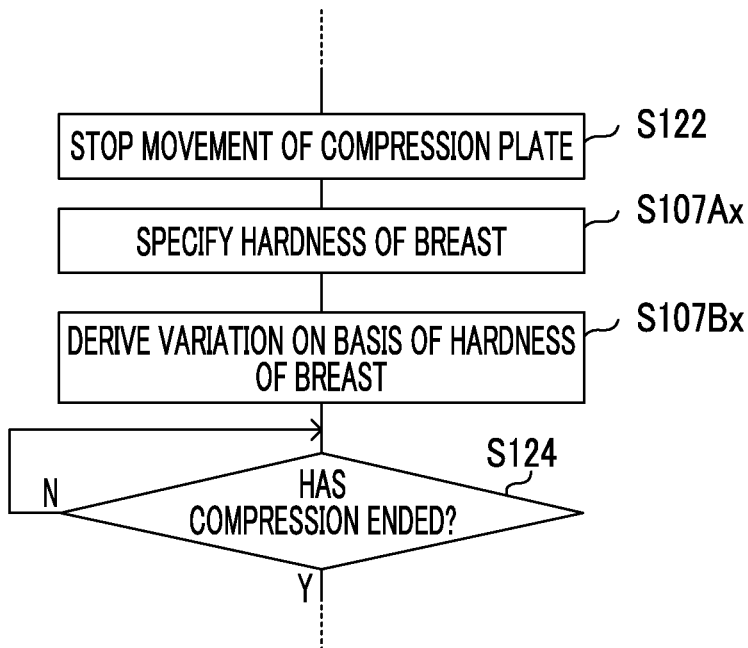 STOP MOVEMENT OF COMPRESSION PLATE
S122
SPECIFY HARDNESS OF BREAST
S107Ax
DERIVE VARIATION ON BASIS OF HARDNESS
OF BREAST
S107Bx
HAS
COMPRESSION ENDED?
S124
N
Y